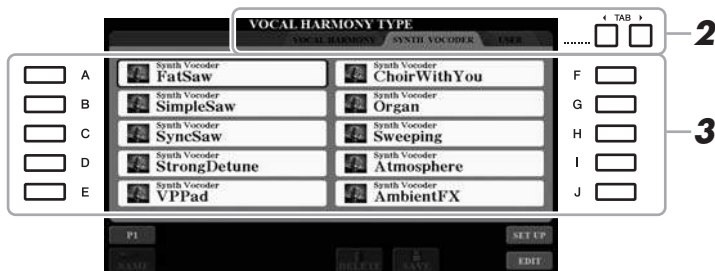 VOCAL HARMONY TYPE
VOCAL HARMONY SYNTH VOCODER USER
TAB
2
A Synth Vocoder FatSaw
Synth Vocoder ChoirWithYou F
B Synth Vocoder SimpleSaw
Synth Vocoder Organ G
C Synth Vocoder SyncSaw
Synth Vocoder Sweeping H
3
D Synth Vocoder StrongDetune
Synth Vocoder Atmosphere I
E Synth Vocoder VPPad
Synth Vocoder AmbientFX J
P1 SET UP
NAME DELETE SAVE EDIT